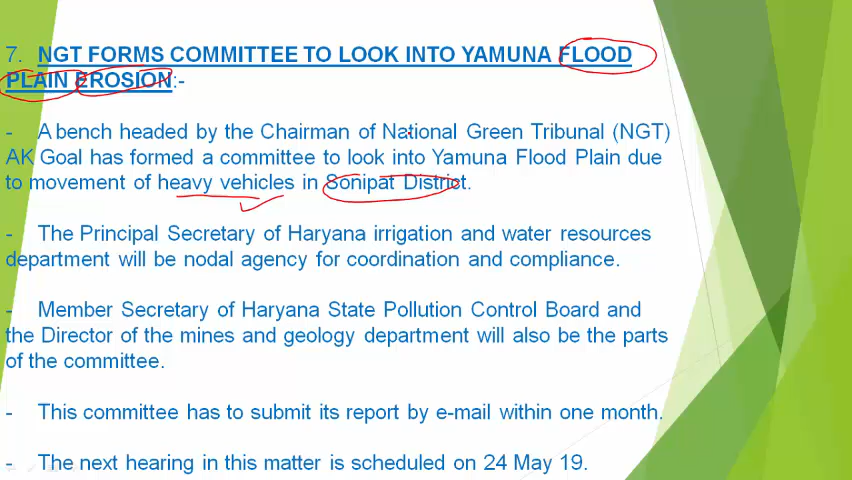 7. NGT FORMS COMMITTEE TO LOOK INTO YAMUNA FLOOD
PLAIN EROSION:-
- A bench headed by the Chairman of National Green Tribunal (NGT)
AK Goal has formed a committee to look into Yamuna Flood Plain due
to movement of heavy vehicles in Sonipat District.
- The Principal Secretary of Haryana irrigation and water resources
department will be nodal agency for coordination and compliance.
- Member Secretary of Haryana State Pollution Control Board and
the Director of the mines and geology department will also be the parts
of the committee.
- This committee has to submit its report by e-mail within one month.
- The next hearing in this matter is scheduled on 24 May 19.